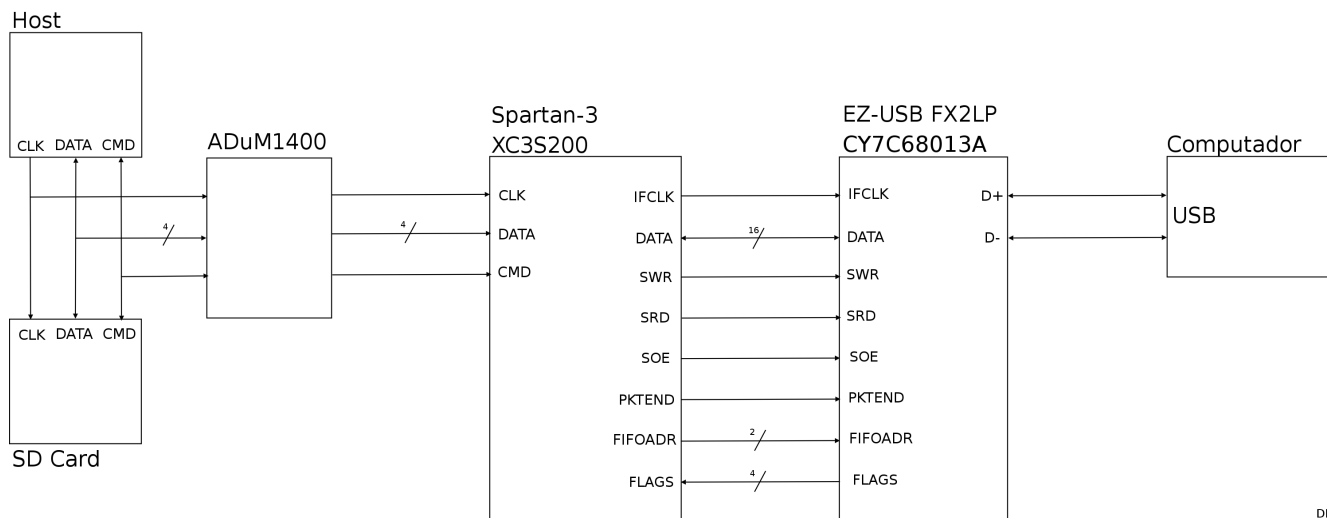 Host
CLK DATA CMD
ADuM1400
4
CLK DATA CMD
SD Card
4
Spartan-3
XC3S200
CLK
DATA
CMD
IFCLK
DATA
SWR
SRD
SOE
PKTEND
FIFOADR
FLAGS
16
2
4
EZ-USB FX2LP
CY7C68013A
IFCLK
DATA
SWR
SRD
SOE
PKTEND
FIFOADR
FLAGS
D+
D-
Computador
USB